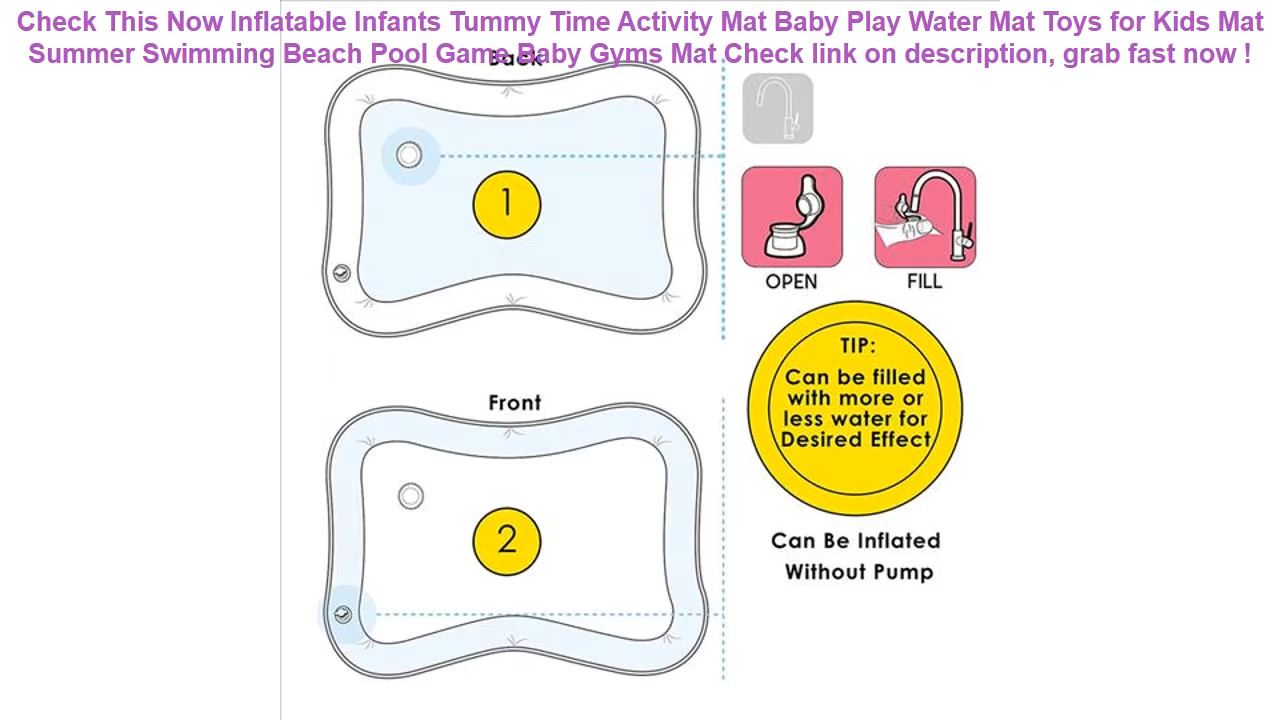 Check This Now Inflatable Infants Tummy Time Activity Mat Baby Play Water Mat Toys for Kids Mat
Summer Swimming Beach Pool Game Baby Gyms Mat Check link on description, grab fast now !
Back
1
OPEN
FILL
TIP:
Can be filled
with more or
less water for
Desired Effect
Front
2
Can Be Inflated
Without Pump